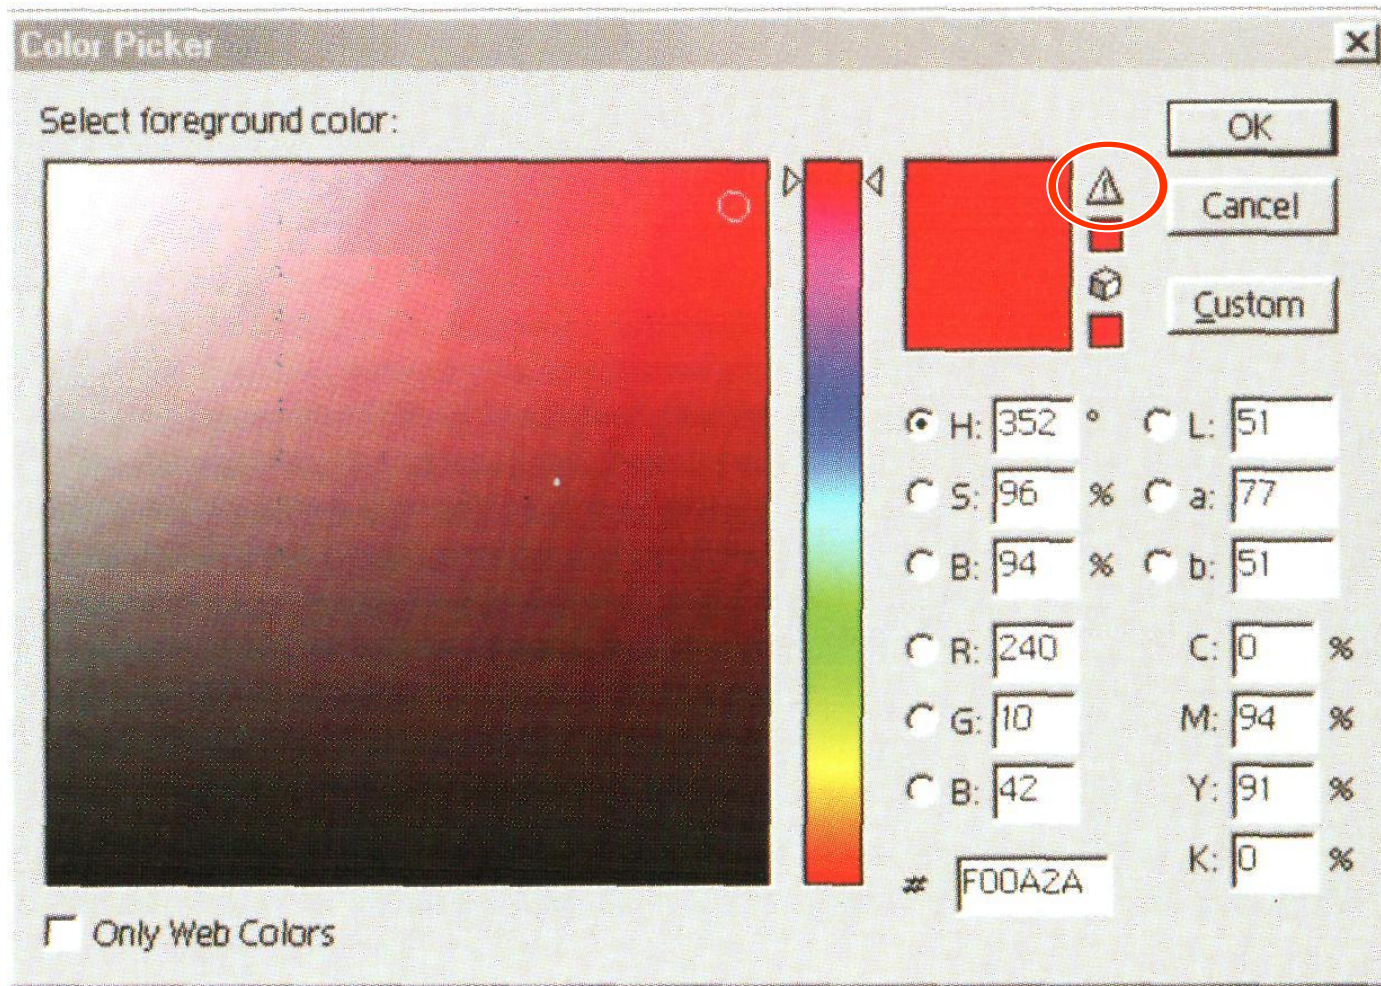 Color Picker
Select foreground color:
OK
Cancel
Custom
H: 352 °
S: 96 %
B: 94 %
R: 240
G: 10
B: 42
# F00A2A
L: 51
a: 77
b: 51
C: 0 %
M: 94 %
Y: 91 %
K: 0 %
Only Web Colors